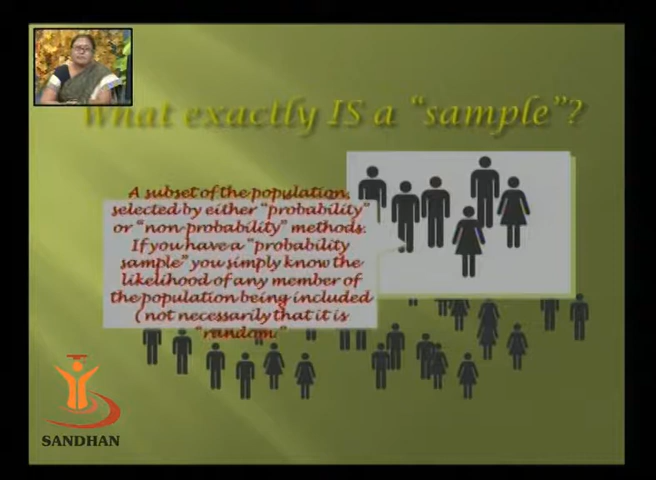 What exactly IS a “sample”?
A subset of the population,
selected by either “probability”
or “non-probability” methods.
If you have a “probability
sample” you simply know the
likelihood of any member of
the population being included
(not necessarily that it is
“random.”
SANDHAN